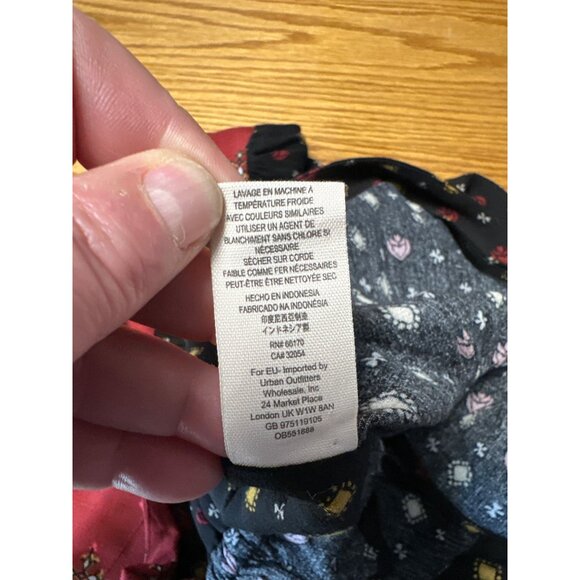 LAVAGE EN MACHINE À
TEMPÉRATURE FROIDE
AVEC COULEURS SIMILAIRES
UTILISER UN AGENT DE
BLANCHIMENT SANS CHLORE SI
NÉCESSAIRE
SÉCHER SUR CORDE
FAIBLE COMME FER NÉCESSAIRES
PEUT-ÊTRE ÊTRE NETTOYÉE SEC
HECHO EN INDONESIA
FABRICADO NA INDONÉSIA
印度尼西亚制造
インドネシア製
RN# 66170
CA# 32054
For EU- Imported by
Urban Outfitters
Wholesale, Inc
24 Market Place
London UK W1W 8AN
GB 975119105
OB551888